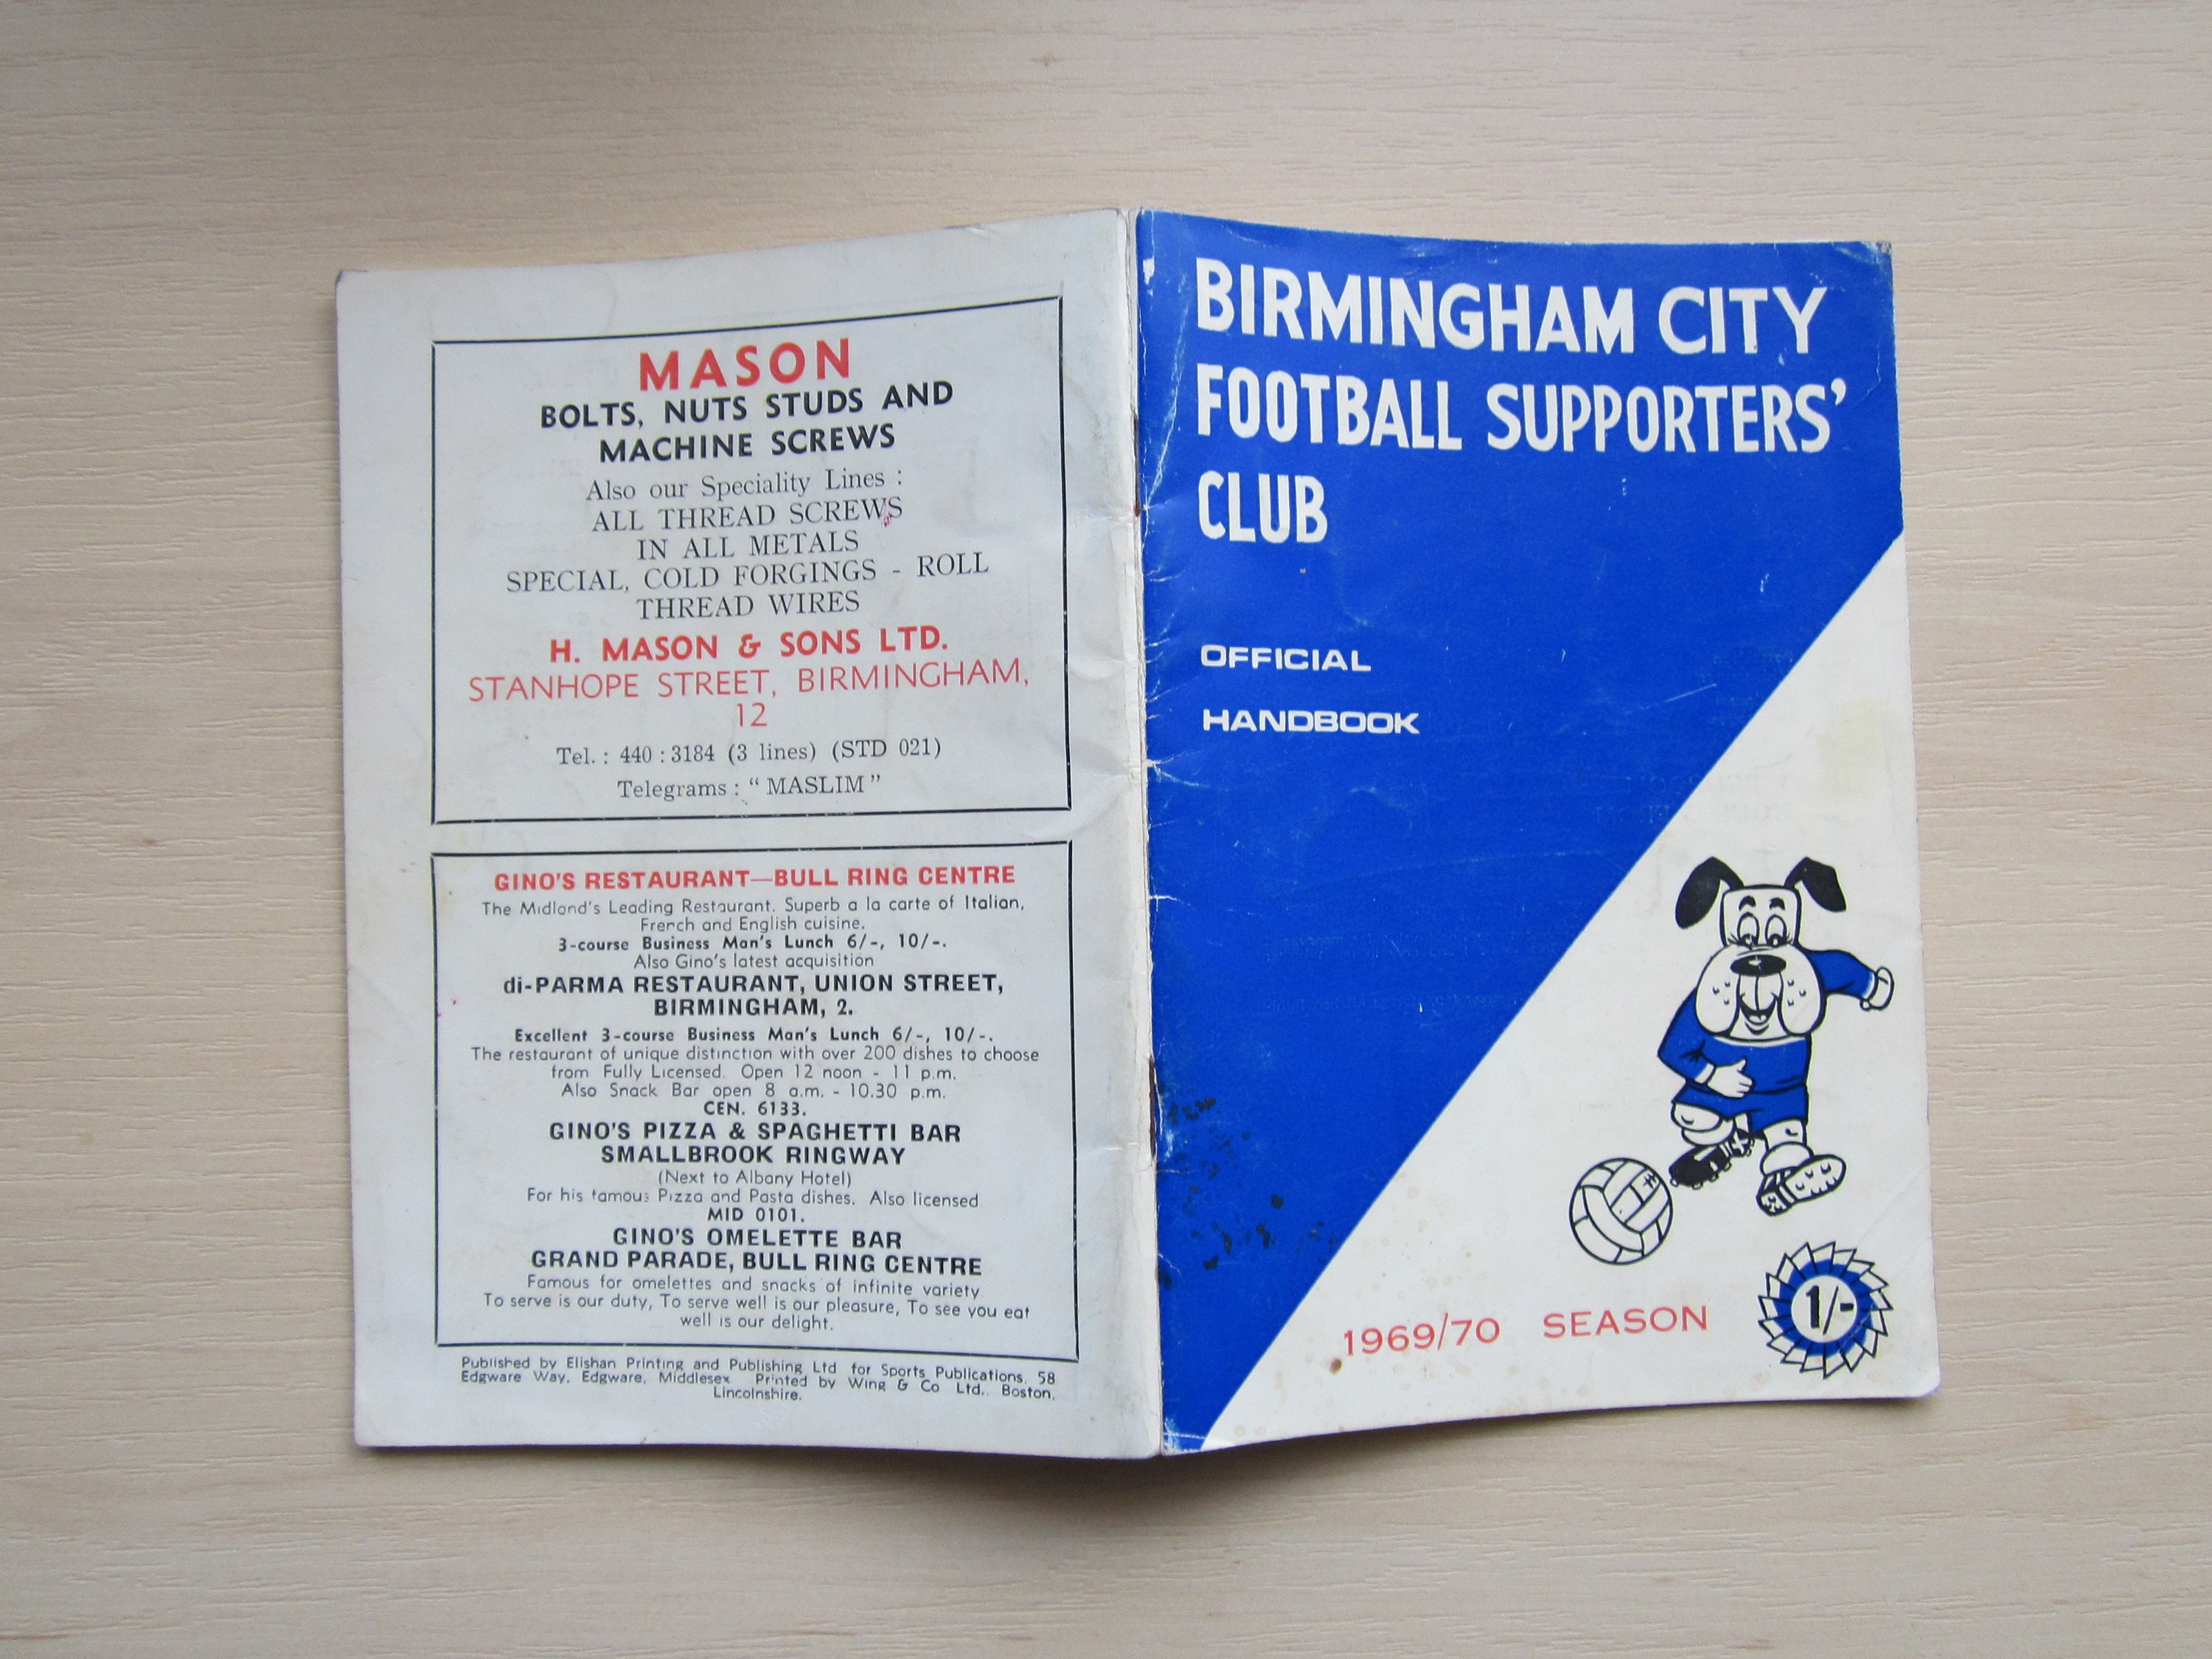 MASON
BOLTS, NUTS STUDS AND
MACHINE SCREWS
Also our Speciality Lines :
ALL THREAD SCREWS
IN ALL METALS
SPECIAL, COLD FORGINGS - ROLL
THREAD WIRES
H. MASON & SONS LTD.
STANHOPE STREET, BIRMINGHAM,
12
Tel. : 440 : 3184 (3 lines) (STD 021)
Telegrams : “ MASLIM ”
GINO'S RESTAURANT—BULL RING CENTRE
The Midland's Leading Restaurant. Superb a la carte of Italian,
French and English cuisine.
3-course Business Man's Lunch 6/-, 10/-.
Also Gino's latest acquisition
di-PARMA RESTAURANT, UNION STREET,
BIRMINGHAM, 2.
Excellent 3-course Business Man's Lunch 6/-, 10/-.
The restaurant of unique distinction with over 200 dishes to choose
from Fully Licensed. Open 12 noon - 11 p.m.
Also Snack Bar open 8 a.m. - 10.30 p.m.
CEN. 6133.
GINO'S PIZZA & SPAGHETTI BAR
SMALLBROOK RINGWAY
(Next to Albany Hotel)
For his famous Pizza and Pasta dishes. Also licensed
MID 0101.
GINO'S OMELETTE BAR
GRAND PARADE, BULL RING CENTRE
Famous for omelettes and snacks of infinite variety.
To serve is our duty, To serve well is our pleasure, To see you eat
well is our delight.
Published by Elishan Printing and Publishing Ltd for Sports Publications, 58
Edgware Way, Edgware, Middlesex Printed by Wing & Co Ltd., Boston,
Lincolnshire.
BIRMINGHAM CITY
FOOTBALL SUPPORTERS'
CLUB
OFFICIAL
HANDBOOK
1969/70 SEASON
1/-